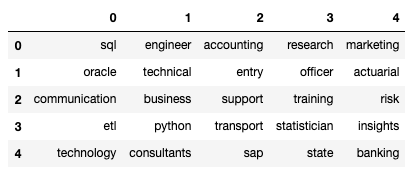 0 1 2 3 4
0 sql engineer accounting research marketing
1 oracle technical entry officer actuarial
2 communication business support training risk
3 etl python transport statistician insights
4 technology consultants sap state banking